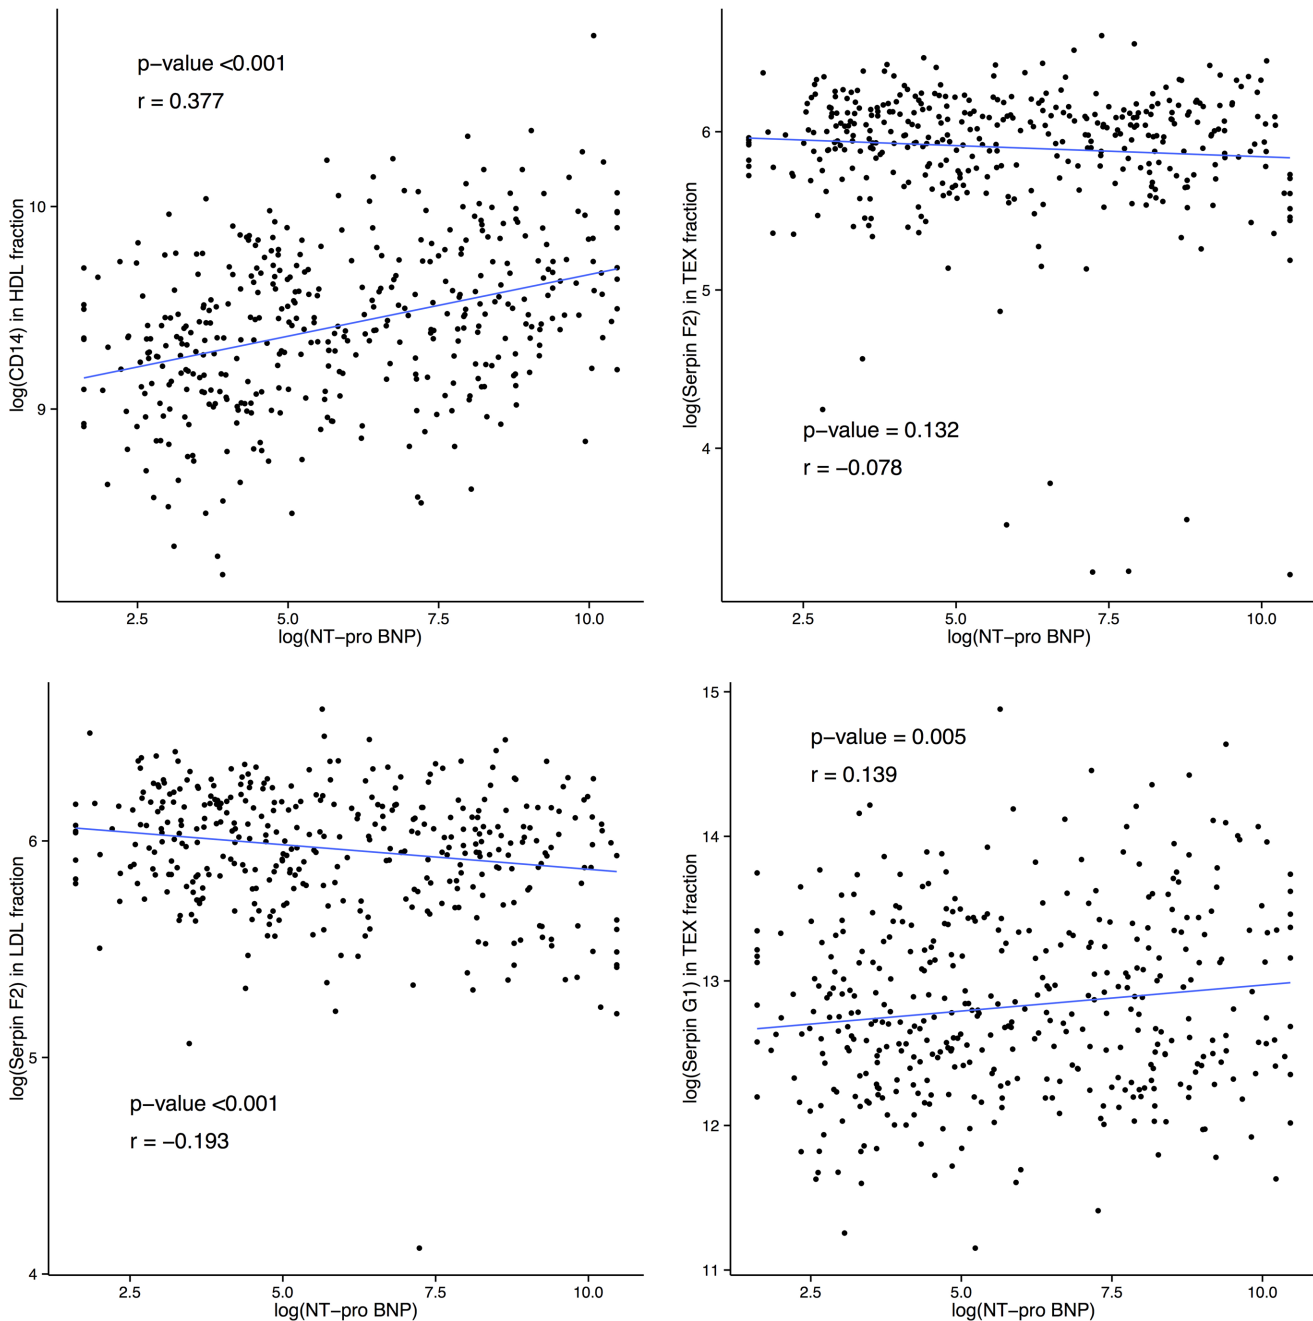 p−value <0.001
r = 0.377
10
9
log(CD14) in HDL fraction
2.5 5.0 7.5 10.0
log(NT−pro BNP)
6
5
4
log(Serpin F2) in TEX fraction
p−value = 0.132
r = −0.078
2.5 5.0 7.5 10.0
log(NT−pro BNP)
6
5
4
log(Serpin F2) in LDL fraction
p−value <0.001
r = −0.193
2.5 5.0 7.5 10.0
log(NT−pro BNP)
15
14
13
12
11
log(Serpin G1) in TEX fraction
p−value = 0.005
r = 0.139
2.5 5.0 7.5 10.0
log(NT−pro BNP)